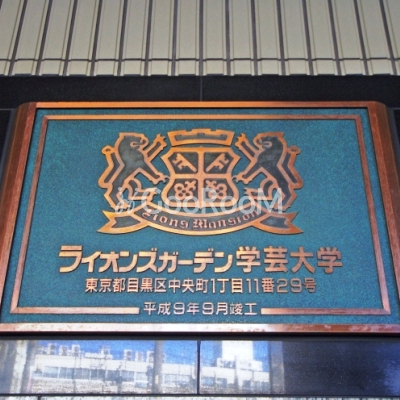 GOOROOM
Lions Mansion
ライオンズガーデン学芸大学
東京都目黒区中央町1丁目11番29号
平成9年9月竣工